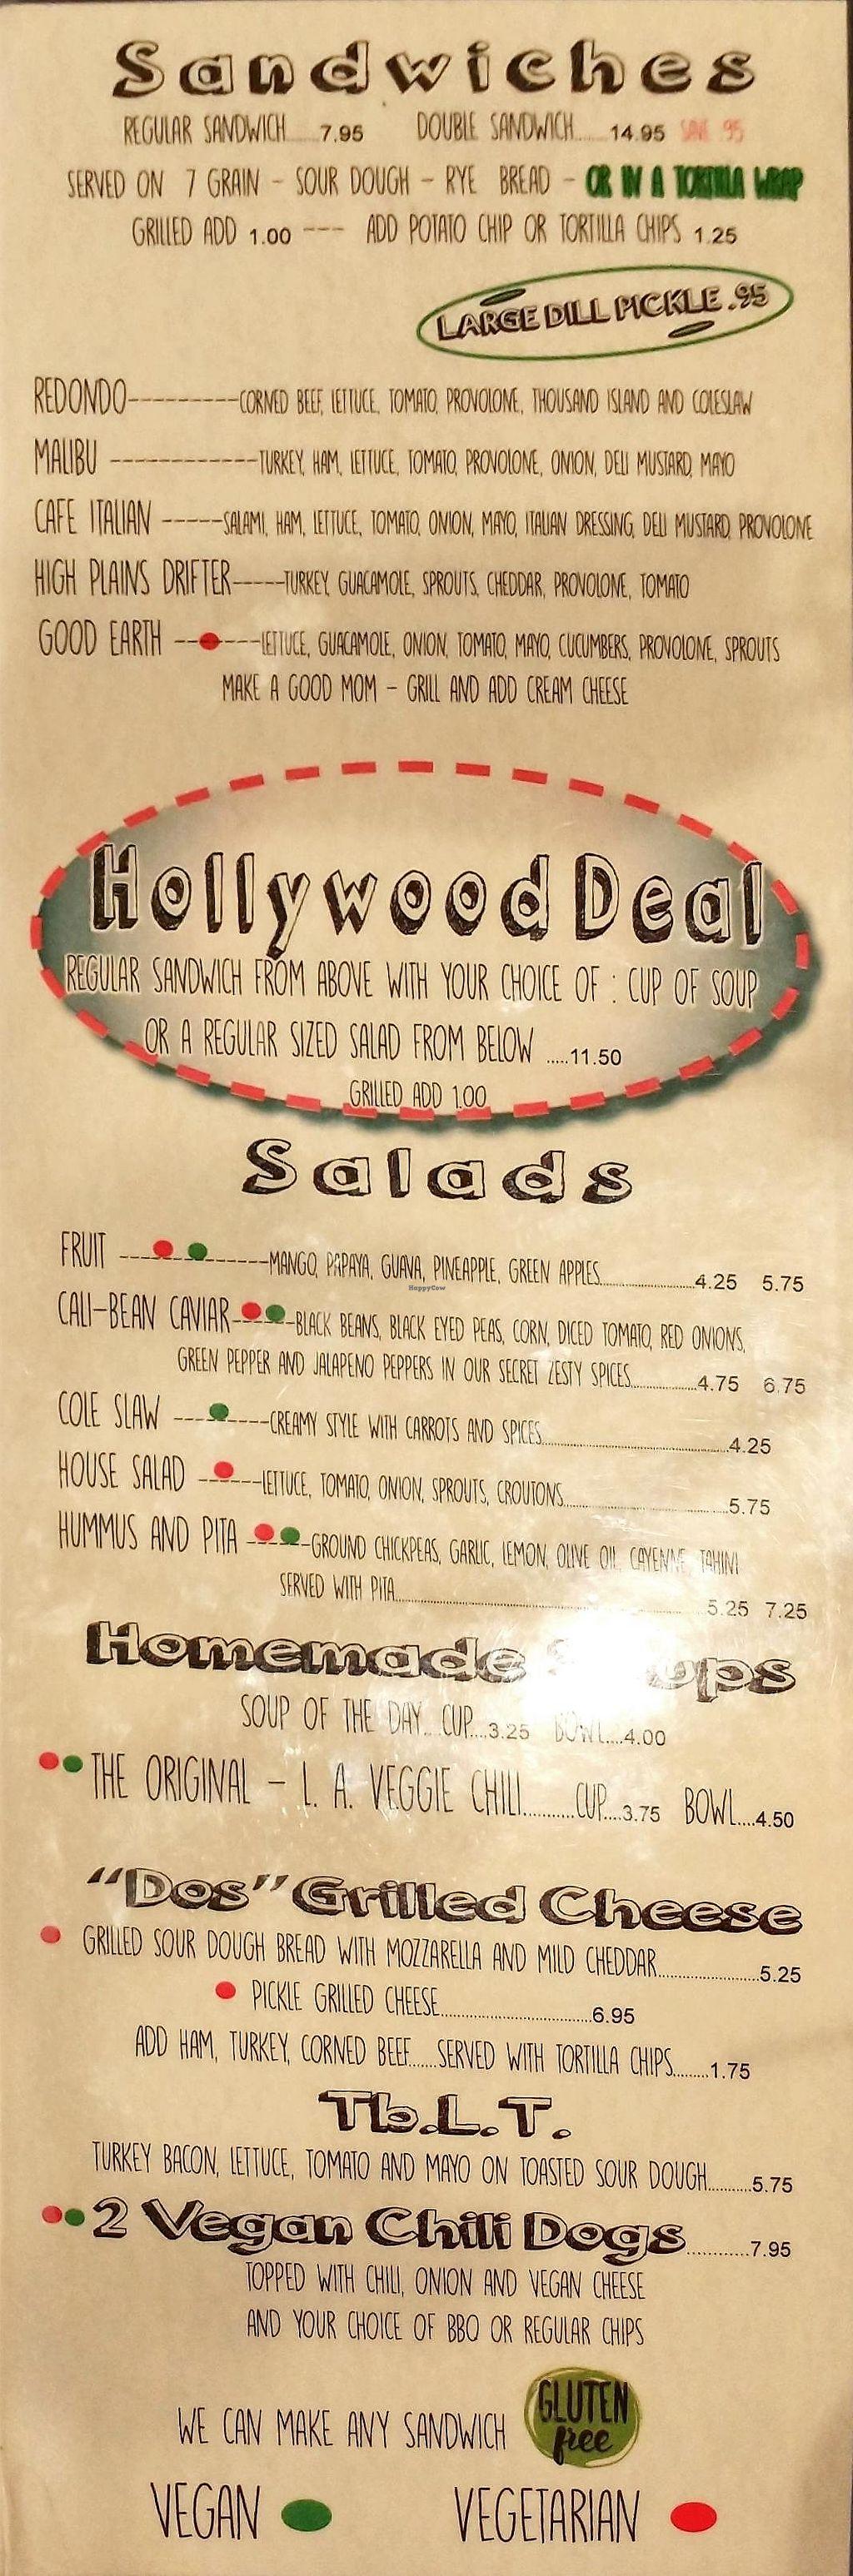 Sandwiches
REGULAR SANDWICH......7.95 DOUBLE SANDWICH...... 14.95 SAVE .95
SERVED ON 7 GRAIN - SOUR DOUGH - RYE BREAD - OR IN A TORTILLA WRAP
GRILLED ADD 1.00 --- ADD POTATO CHIP OR TORTILLA CHIPS 1.25
LARGE DILL PICKLE .95
REDONDO----------CORNED BEEF, LETTUCE, TOMATO, PROVOLONE, THOUSAND ISLAND AND COLESLAW
MALIBU -------------TURKEY, HAM, LETTUCE, TOMATO, PROVOLONE, ONION, DELI MUSTARD, MAYO
CAFE ITALIAN -----SALAMI, HAM, LETTUCE, TOMATO, ONION, MAYO, ITALIAN DRESSING, DELI MUSTARD, PROVOLONE
HIGH PLAINS DRIFTER-----TURKEY, GUACAMOLE, SPROUTS, CHEDDAR, PROVOLONE, TOMATO
GOOD EARTH ------LETTUCE, GUACAMOLE, ONION, TOMATO, MAYO, CUCUMBERS, PROVOLONE, SPROUTS
MAKE A GOOD MOM - GRILL AND ADD CREAM CHEESE
Hollywood Deal
REGULAR SANDWICH FROM ABOVE WITH YOUR CHOICE OF : CUP OF SOUP
OR A REGULAR SIZED SALAD FROM BELOW .....11.50
GRILLED ADD 1.00
Salads
FRUIT ------------MANGO, PAPAYA, GUAVA, PINEAPPLE, GREEN APPLES..............4.25 5.75
HappyCow
CALI-BEAN CAVIAR-----BLACK BEANS, BLACK EYED PEAS, CORN, DICED TOMATO, RED ONIONS,
GREEN PEPPER AND JALAPENO PEPPERS IN OUR SECRET ZESTY SPICES..............4.75 6.75
COLE SLAW --------CREAMY STYLE WITH CARROTS AND SPICES..............4.25
HOUSE SALAD ------LETTUCE, TOMATO, ONION, SPROUTS, CROUTONS..............5.75
HUMMUS AND PITA -----GROUND CHICKPEAS, GARLIC, LEMON, OLIVE OIL, CAYENNE, TAHINI
SERVED WITH PITA..............5.25 7.25
Homemade ups
SOUP OF THE DAY....CUP....3.25 BOWL....4.00
THE ORIGINAL - L. A. VEGGIE CHILI..........CUP....3.75 BOWL....4.50
"Dos" Grilled Cheese
GRILLED SOUR DOUGH BREAD WITH MOZZARELLA AND MILD CHEDDAR..............5.25
PICKLE GRILLED CHEESE..............6.95
ADD HAM, TURKEY, CORNED BEEF......SERVED WITH TORTILLA CHIPS.........1.75
Tb.L.T.
TURKEY BACON, LETTUCE, TOMATO AND MAYO ON TOASTED SOUR DOUGH..........5.75
2 Vegan Chili Dogs...........7.95
TOPPED WITH CHILI, ONION AND VEGAN CHEESE
AND YOUR CHOICE OF BBQ OR REGULAR CHIPS
WE CAN MAKE ANY SANDWICH GLUTEN
free
VEGAN VEGETARIAN